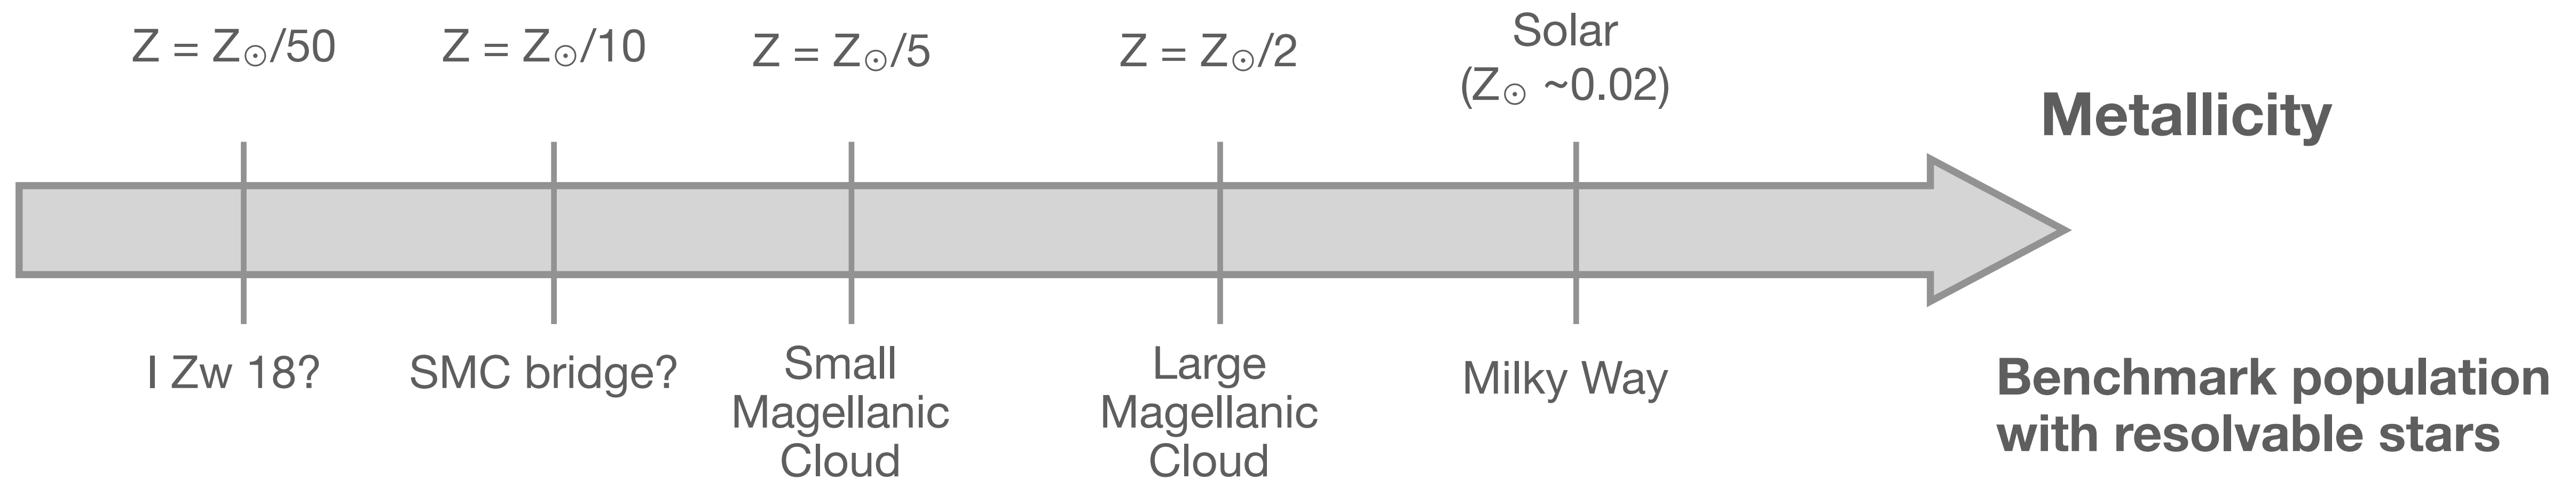 Z = Z☉/50
Z = Z☉/10
Z = Z☉/5
Z = Z☉/2
Solar
(Z☉ ~0.02)
Metallicity
I Zw 18?
SMC bridge?
Small
Magellanic
Cloud
Large
Magellanic
Cloud
Milky Way
Benchmark population
with resolvable stars